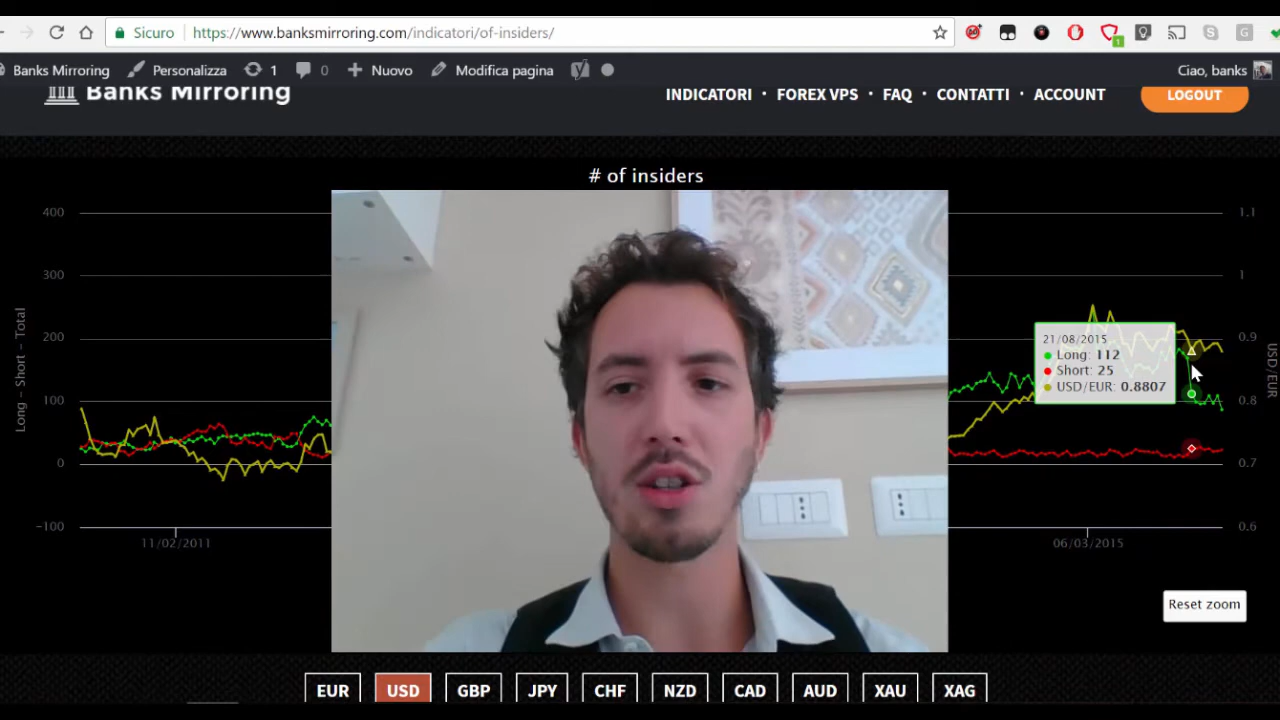 Sicuro https://www.banksmirroring.com/indicatori/of-insiders/
1
Banks Mirroring Personalizza 1 0 Nuovo Modifica pagina Ciao, banks
Banks Mirroring INDICATORI • FOREX VPS • FAQ • CONTATTI • ACCOUNT LOGOUT
# of insiders
400 1.1
300 1
200 0.9
100 0.8
0 0.7
-100 0.6
Long - Short - Total
USD/EUR
21/08/2015
Long: 112
Short: 25
USD/EUR: 0.8807
11/02/2011 06/03/2015
Reset zoom
EUR USD GBP JPY CHF NZD CAD AUD XAU XAG